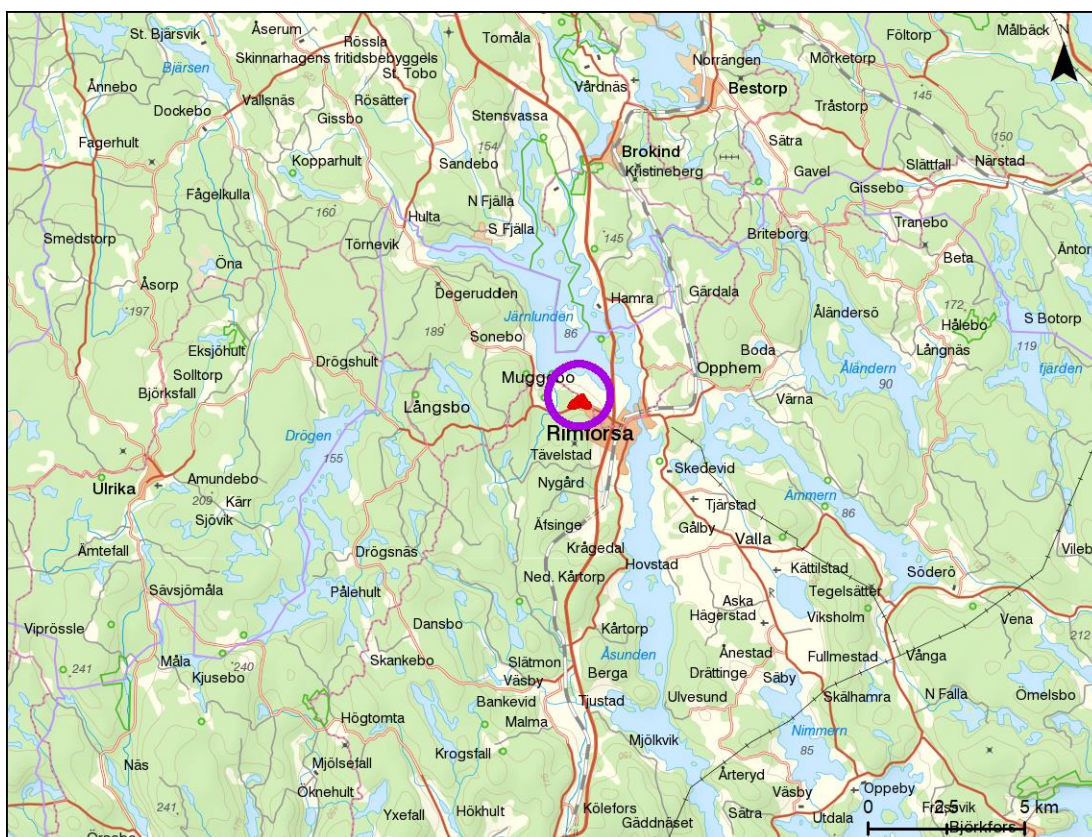 St. Bjärsvik
Åserum
Rössla
Tomåla
Föltorp
Målbäck
N
Bjärsen
Skinnarhagens fritidsbebyggels
Norrängen
Mörketorp
Ånnebo
St. Tobo
Vårdnäs
Bestorp
145
Vallsnäs
Rösätter
Dockebo
Gissbo
Stensvassa
Tråstorp
Fagerhult
154
Sätra
150
Kopparhult
Sandebo
Brokind
Kristineberg
Gavel
Slättfall
Närstad
Fågelkulla
N Fjälla
Gissebo
160
Hulta
S Fjälla
Tranebo
Smedstorp
Törnevik
145
Briteborg
Öna
Beta
Åsorp
Degerudden
Hamra
Gärdala
197
Järnlunden
86
Åländersö
172
189
Sonebo
Hålebo
S Botorp
Eksjöhult
Drögshult
Boda
119
Solltorp
Muggebo
Opphem
Åländern
Långnäs
fjärden
Björksfall
90
Långsbo
Värna
Drögen
Rimforsa
155
Tävelstad
Skedevid
Ulrika
Amundebo
Nygård
Ämmern
209
Kärr
Tjärstad
86
Sjövik
Äfsinge
Gålby
Valla
Ämtefall
Drögsnäs
Krågedal
Hovstad
Kättilstad
Söderö
Sävsjömåla
Pålehult
Ned. Kårtorp
Tegelsätter
Aska
Viksholm
Hägerstad
Vena
Viprössle
Dansbo
Kårtorp
212
241
Måla
240
Skankebo
Slätmon
Åsunden
Ånestad
Fullmestad
Vånga
Kjusebo
Väsby
Berga
Drättinge
Säby
Bankevid
Tjustad
Ulvesund
Skälhamra
N Falla
Ömelsbo
Högtomta
Malma
Nimmern
Krogsfall
Mjölkvik
85
Näs
Mjölsefall
Årteryd
Öknehult
Väsby
Oppeby
241
Yxefall
Hökhult
Kölefors
Sätra
0
2,5
5 km
Gäddnäset
Utdala
Björkfors